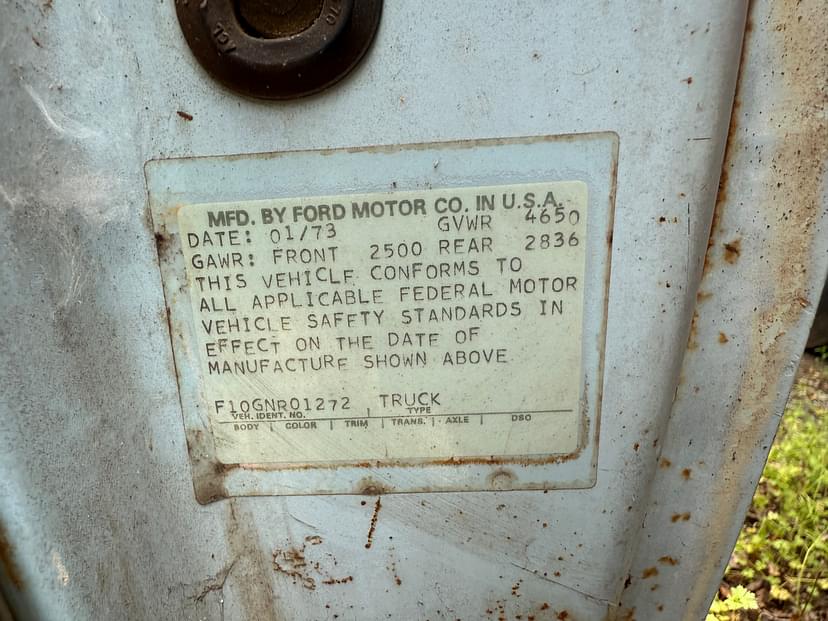 MFD. BY FORD MOTOR CO. IN U.S.A.
DATE: 01/73 GVWR 4650
GAWR: FRONT 2500 REAR 2836
THIS VEHICLE CONFORMS TO
ALL APPLICABLE FEDERAL MOTOR
VEHICLE SAFETY STANDARDS IN
EFFECT ON THE DATE OF
MANUFACTURE SHOWN ABOVE
F10GNR01272 TRUCK
VEH. IDENT. NO. TYPE
BODY COLOR TRIM TRANS. AXLE DSO